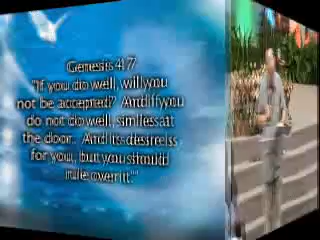 Genesis 4:7
"If you do well, will you
not be accepted? And if you
do not do well, sin lies at
the door. And its desire is
for you, but you should
rule over it."